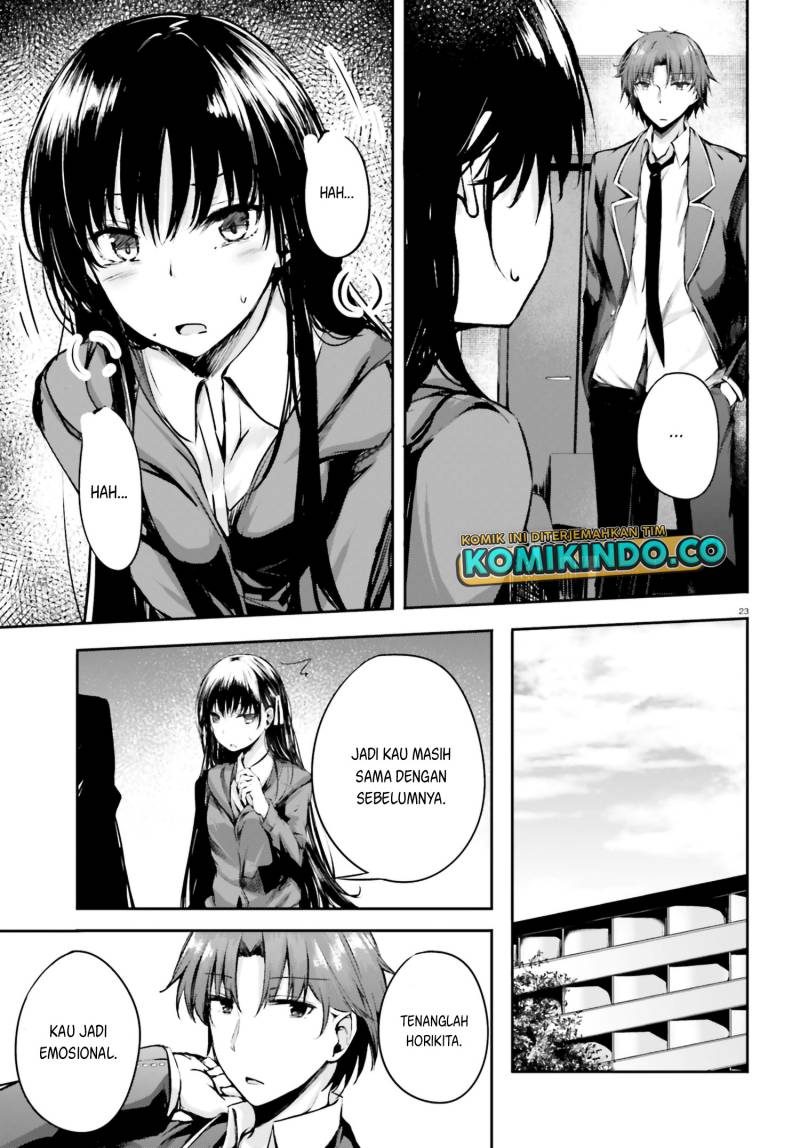 ...
HAH...
HAH...
KOMIK INI DITERJEMAHKAN TIM
KOMIKINDO.CO
23
JADI KAU MASIH
SAMA DENGAN
SEBELUMNYA.
TENANGLAH
HORIKITA.
KAU JADI
EMOSIONAL.